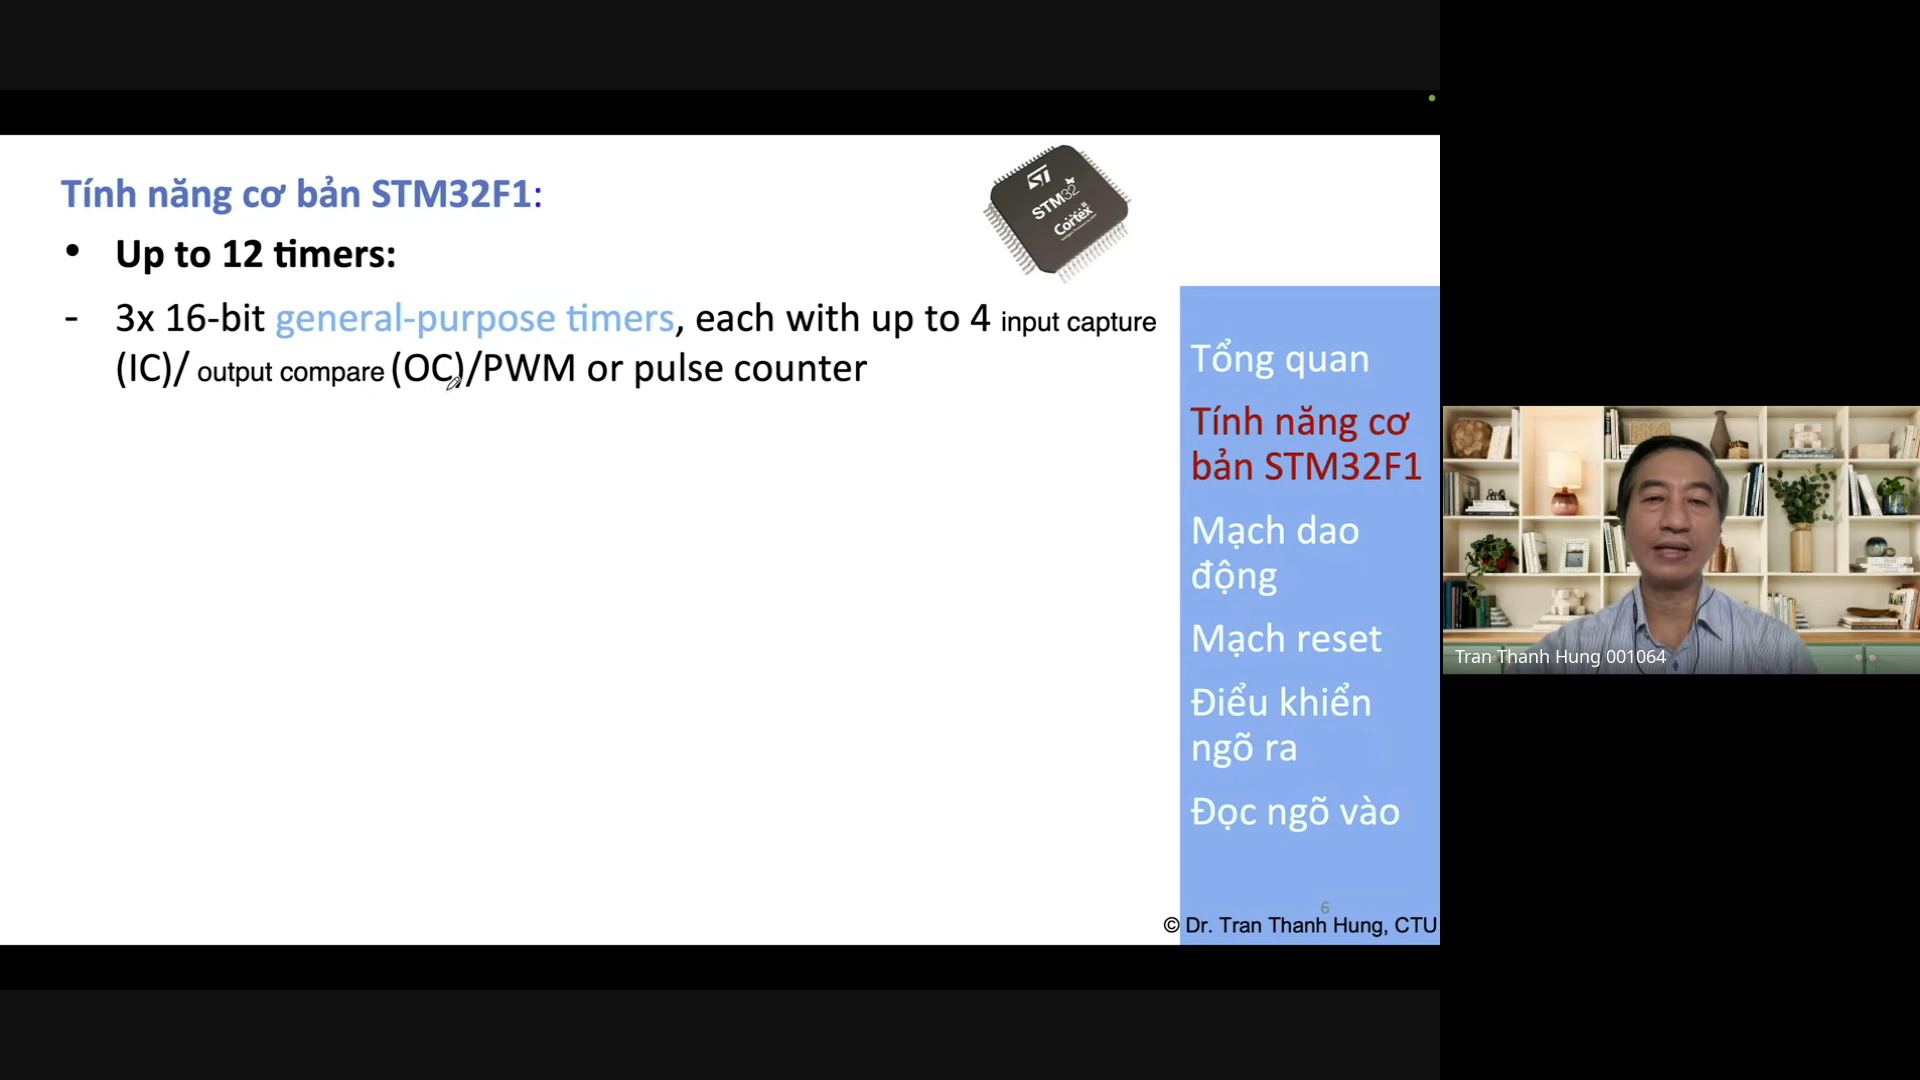 Tính năng cơ bản STM32F1:
• Up to 12 timers:
- 3x 16-bit general-purpose timers, each with up to 4 input capture
(IC)/ output compare (OC)/PWM or pulse counter
ST
STM32
Cortex
Tổng quan
Tính năng cơ
bản STM32F1
Mạch dao
động
Mạch reset
Điểu khiển
ngõ ra
Đọc ngõ vào
6
© Dr. Tran Thanh Hung, CTU
Tran Thanh Hung 001064